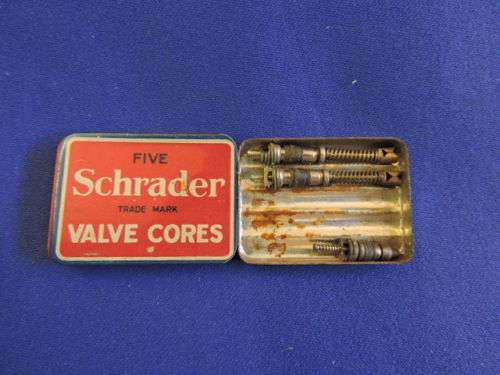 FIVE
Schrader
TRADE MARK
VALVE CORES